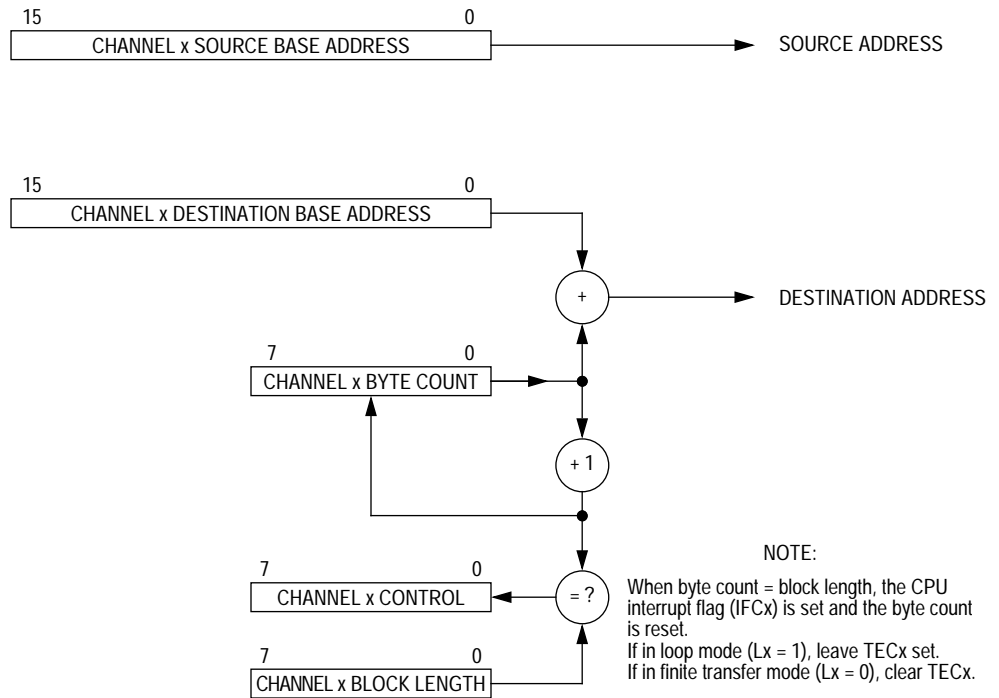 15 0
CHANNEL x SOURCE BASE ADDRESS
SOURCE ADDRESS
15 0
CHANNEL x DESTINATION BASE ADDRESS
+
DESTINATION ADDRESS
7 0
CHANNEL x BYTE COUNT
+ 1
7 0
CHANNEL x CONTROL
= ?
7 0
CHANNEL x BLOCK LENGTH
NOTE:
When byte count = block length, the CPU
interrupt flag (IFCx) is set and the byte count
is reset.
If in loop mode (Lx = 1), leave TECx set.
If in finite transfer mode (Lx = 0), clear TECx.